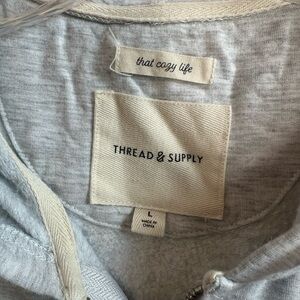 that cozy life
THREAD & SUPPLY
L
MADE IN
CHINA